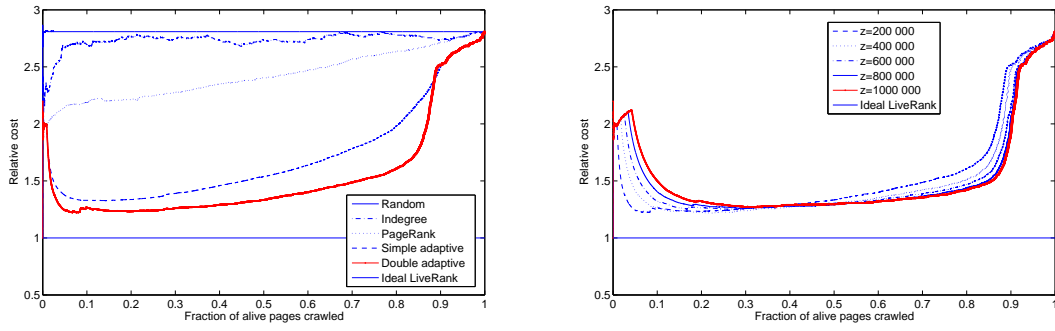 3
2.5
2
1.5
1
0.5
Relative cost
0 0.1 0.2 0.3 0.4 0.5 0.6 0.7 0.8 0.9 1
Fraction of alive pages crawled
Random
Indegree
PageRank
Simple adaptive
Double adaptive
Ideal LiveRank
3
2.5
2
1.5
1
0.5
Relative cost
0 0.1 0.2 0.3 0.4 0.5 0.6 0.7 0.8 0.9 1
Fraction of alive pages crawled
z=200 000
z=400 000
z=600 000
z=800 000
z=1000 000
Ideal LiveRank